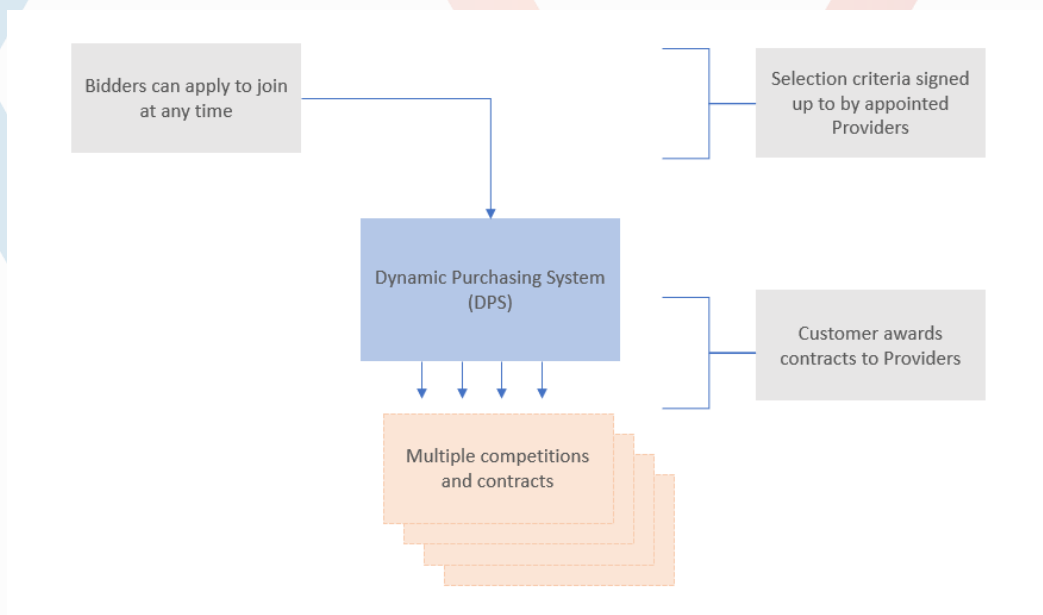 Bidders can apply to join
at any time
Selection criteria signed
up to by appointed
Providers
Dynamic Purchasing System
(DPS)
Customer awards
contracts to Providers
Multiple competitions
and contracts